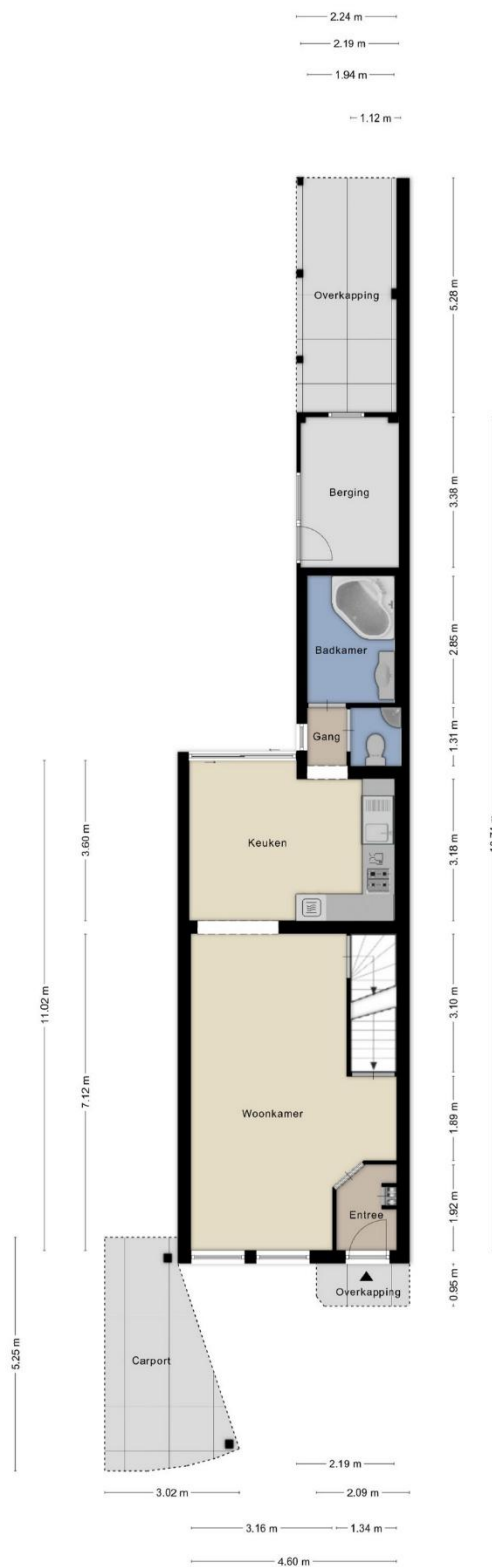 2.24 m
2.19 m
1.94 m
1.12 m
Overkapping
5.28 m
Berging
3.38 m
Badkamer
2.85 m
Gang
1.31 m
Keuken
3.60 m
3.18 m
11.02 m
7.12 m
3.10 m
Woonkamer
1.89 m
Entree
1.92 m
Overkapping
0.95 m
Carport
5.25 m
2.19 m
3.02 m
2.09 m
3.16 m
1.34 m
4.60 m